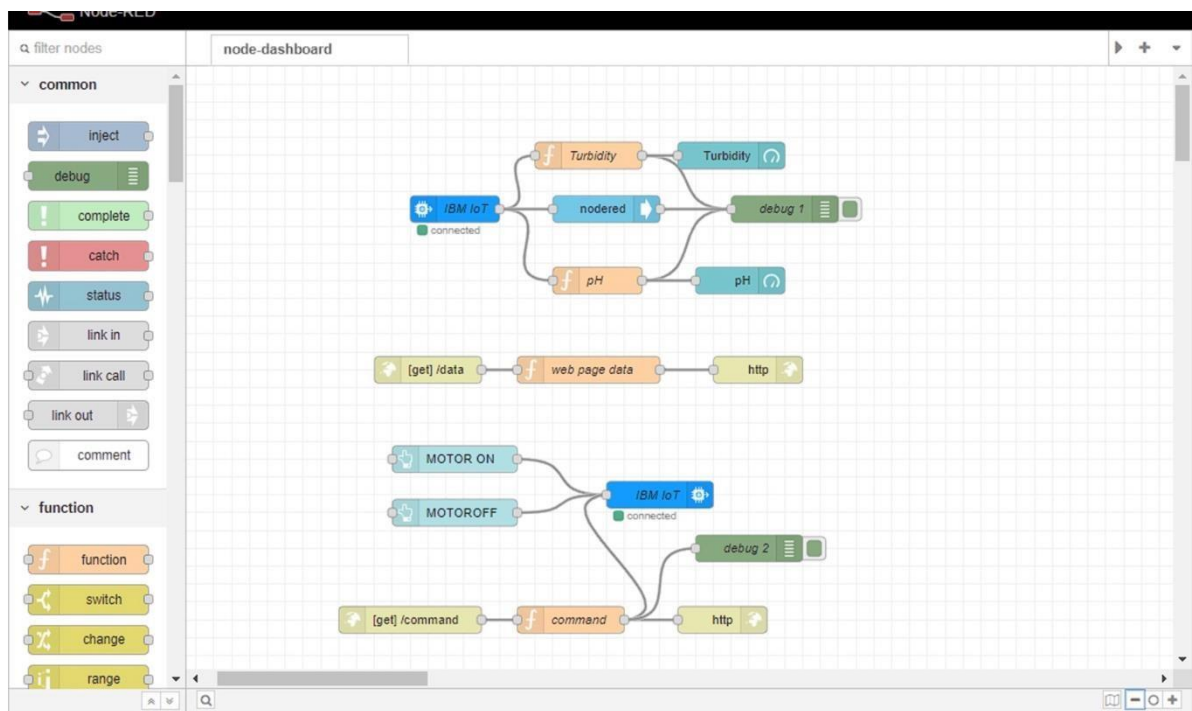 Node-RED
filter nodes
node-dashboard
common
inject
debug
complete
catch
status
link in
link call
link out
comment
function
function
switch
change
range
Turbidity
Turbidity
IBM IoT
connected
nodered
debug 1
pH
pH
[get] /data
web page data
http
MOTOR ON
MOTOROFF
IBM IoT
connected
debug 2
[get] /command
command
http